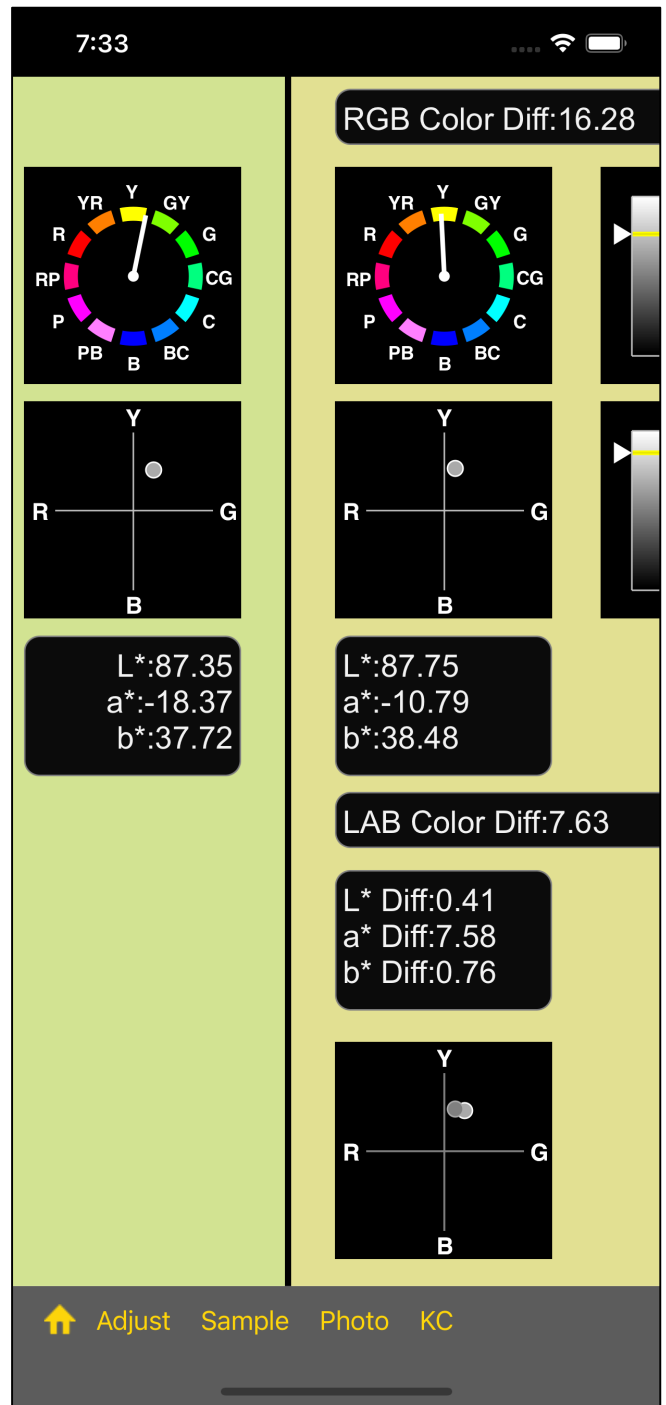 7:33
RGB Color Diff:16.28
Y
YR
GY
R
G
RP
CG
P
C
PB
BC
B
Y
YR
GY
R
G
RP
CG
P
C
PB
BC
B
Y
R
G
B
Y
R
G
B
L*:87.35
a*:-18.37
b*:37.72
L*:87.75
a*:-10.79
b*:38.48
LAB Color Diff:7.63
L* Diff:0.41
a* Diff:7.58
b* Diff:0.76
Y
R
G
B
Adjust Sample Photo KC